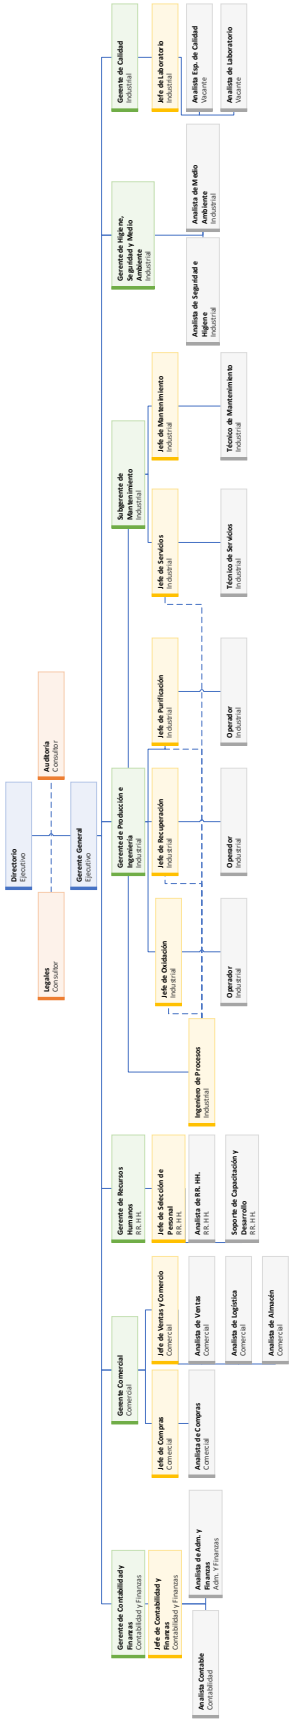 Directorio
Ejecutivo
Legales
Consultor
Auditoría
Consultor
Gerente General
Ejecutivo
Gerente de Contabilidad y
Finanzas
Contabilidad y Finanzas
Jefe de Contabilidad y
Finanzas
Contabilidad y Finanzas
Analista Contable
Contabilidad
Analista de Adm. y
Finanzas
Adm. Y Finanzas
Gerente Comercial
Comercial
Jefe de Compras
Comercial
Analista de Compras
Comercial
Jefe de Ventas y Comercio
Comercial
Analista de Ventas
Comercial
Analista de Logística
Comercial
Analista de Almacén
Comercial
Gerente de Recursos
Humanos
RR. HH.
Jefe de Selección de
Personal
RR. HH.
Analista de RR. HH.
RR. HH.
Soporte de Capacitación y
Desarrollo
RR. HH.
Gerente de Producción e
Ingeniería
Industrial
Ingeniero de Procesos
Industrial
Jefe de Oxidación
Industrial
Operador
Industrial
Jefe de Recuperación
Industrial
Operador
Industrial
Jefe de Purificación
Industrial
Operador
Industrial
Subgerente de
Mantenimiento
Industrial
Jefe de Servicios
Industrial
Técnico de Servicios
Industrial
Jefe de Mantenimiento
Industrial
Técnico de Mantenimiento
Industrial
Gerente de Higiene,
Seguridad y Medio
Ambiente
Industrial
Analista de Seguridad e
Higiene
Industrial
Analista de Medio
Ambiente
Industrial
Gerente de Calidad
Industrial
Jefe de Laboratorio
Industrial
Analista Esp. de Calidad
Vacante
Analista de Laboratorio
Vacante